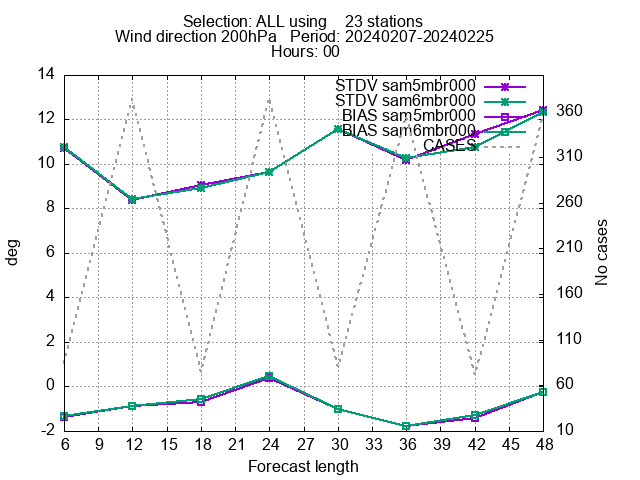 Selection: ALL using    23 stations
Wind direction 200hPa   Period: 20240207-20240225
Hours: 00
STDV sam5mbr000
STDV sam6mbr000
BIAS sam5mbr000
BIAS sam6mbr000
CASES
14
12
10
8
6
4
2
0
-2
deg
360
310
260
210
160
110
60
10
No cases
6 9 12 15 18 21 24 27 30 33 36 39 42 45 48
Forecast length